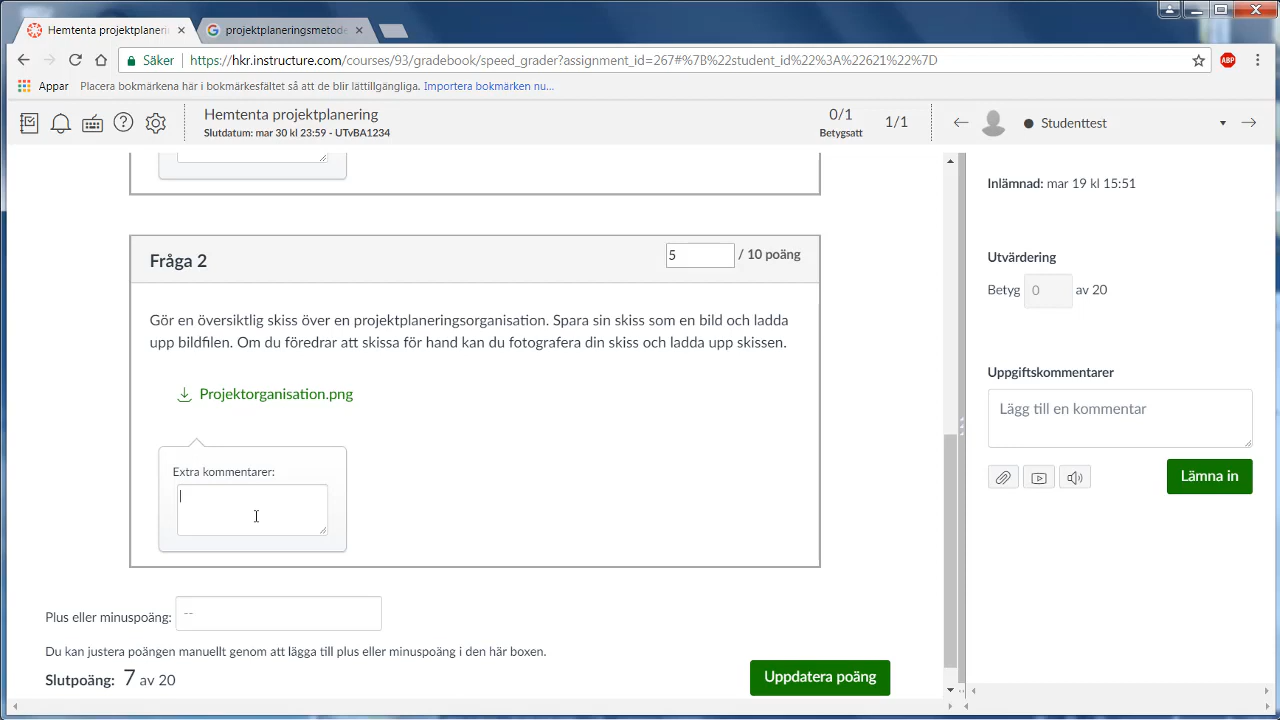 Hemtenta projektplanerin
projektplaneringsmetode
Säker
https://hkr.instructure.com/courses/93/gradebook/speed_grader?assignment_id=267#%7B%22student_id%22%3A%22621%22%7D
ABP
Appar
Placera bokmärkena här i bokmärkesfältet så att de blir lättillgängliga.
Importera bokmärken nu...
Hemtenta projektplanering
Slutdatum: mar 30 kl 23:59 - UTvBA1234
0/1
Betygsatt
1/1
Studenttest
Fråga 2
5
/ 10 poäng
Gör en översiktlig skiss över en projektplaneringsorganisation. Spara sin skiss som en bild och ladda
upp bildfilen. Om du föredrar att skissa för hand kan du fotografera din skiss och ladda upp skissen.
Projektorganisation.png
Extra kommentarer:
Plus eller minuspoäng:
--
Du kan justera poängen manuellt genom att lägga till plus eller minuspoäng i den här boxen.
Slutpoäng: 7 av 20
Uppdatera poäng
Inlämnad: mar 19 kl 15:51
Utvärdering
Betyg 0 av 20
Uppgiftskommentarer
Lägg till en kommentar
Lämna in